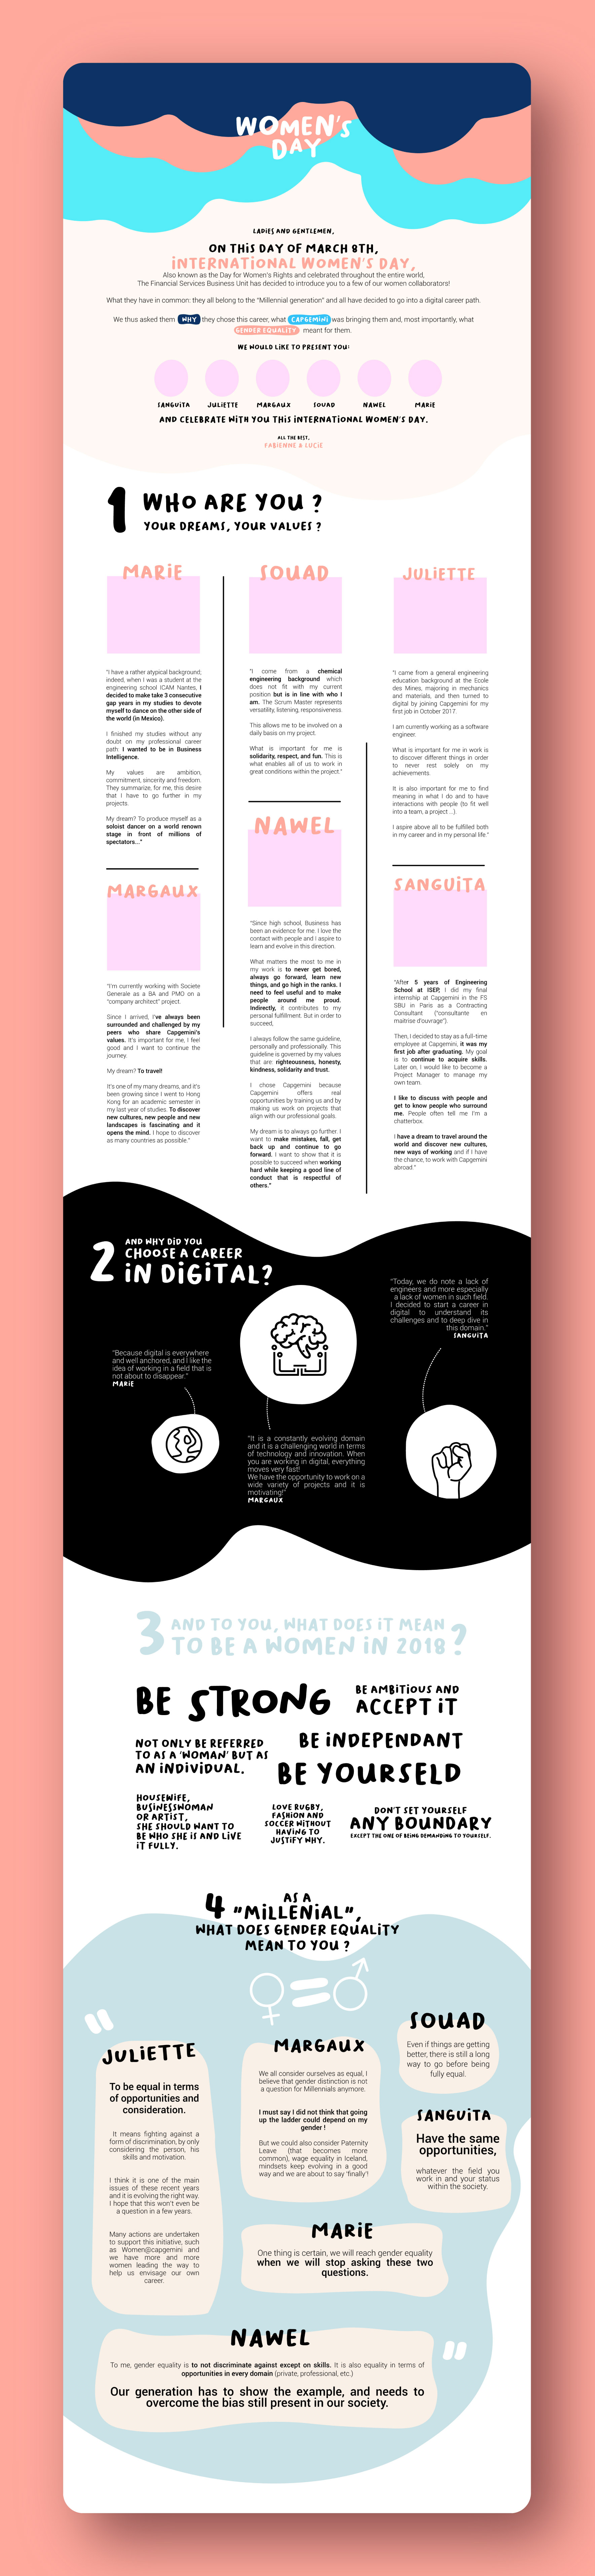 WOMEN'S
DAY
LADIES AND GENTLEMEN,
ON THIS DAY OF MARCH 8TH,
INTERNATIONAL WOMEN'S DAY,
Also known as the Day for Women's Rights and celebrated throughout the entire world,
The Financial Services Business Unit has decided to introduce you to a few of our women collaborators!
What they have in common: they all belong to the "Millennial generation" and all have decided to go into a digital career path.
We thus asked them WHY they chose this career, what CAPGEMINI was bringing them and, most importantly, what
GENDER EQUALITY meant for them.
WE WOULD LIKE TO PRESENT YOU:
SANGUITA JULIETTE MARGAUX SOUAD NAWEL MARIE
AND CELEBRATE WITH YOU THIS INTERNATIONAL WOMEN'S DAY.
ALL THE BEST,
FABIENNE & LUCIE
1 WHO ARE YOU ?
YOUR DREAMS, YOUR VALUES ?
MARIE
"I have a rather atypical background;
indeed, when I was a student at the
engineering school ICAM Nantes, I
decided to make take 3 consecutive
gap years in my studies to devote
myself to dance on the other side of
the world (in Mexico).
I finished my studies without any
doubt on my professional career
path: I wanted to be in Business
Intelligence.
My values are ambition,
commitment, sincerity and freedom.
They summarize, for me, this desire
that I have to go further in my
projects.
My dream? To produce myself as a
soloist dancer on a world renown
stage in front of millions of
spectators..."
MARGAUX
"I'm currently working with Societe
Generale as a BA and PMO on a
"company architect" project.
Since I arrived, I've always been
surrounded and challenged by my
peers who share Capgemini's
values. It's important for me, I feel
good and I want to continue the
journey.
My dream? To travel!
It's one of my many dreams, and it's
been growing since I went to Hong
Kong for an academic semester in
my last year of studies. To discover
new cultures, new people and new
landscapes is fascinating and it
opens the mind. I hope to discover
as many countries as possible."
SOUAD
"I come from a chemical
engineering background which
does not fit with my current
position but is in line with who I
am. The Scrum Master represents
versatility, listening, responsiveness.
This allows me to be involved on a
daily basis on my project.
What is important for me is
solidarity, respect, and fun. This is
what enables all of us to work in
great conditions within the project."
NAWEL
"Since high school, Business has
been an evidence for me. I love the
contact with people and I aspire to
learn and evolve in this direction.
What matters the most to me in
my work is to never get bored,
always go forward, learn new
things, and go high in the ranks. I
need to feel useful and to make
people around me proud.
Indirectly, it contributes to my
personal fulfillment. But in order to
succeed,
I always follow the same guideline,
personally and professionally. This
guideline is governed by my values
that are: righteousness, honesty,
kindness, solidarity and trust.
I chose Capgemini because
Capgemini offers real
opportunities by training us and by
making us work on projects that
align with our professional goals.
My dream is to always go further. I
want to make mistakes, fall, get
back up and continue to go
forward. I want to show that it is
possible to succeed when working
hard while keeping a good line of
conduct that is respectful of
others."
JULIETTE
"I came from a general engineering
education background at the Ecole
des Mines, majoring in mechanics
and materials, and then turned to
digital by joining Capgemini for my
first job in October 2017.
I am currently working as a software
engineer.
What is important for me in work is
to discover different things in order
to never rest solely on my
achievements.
It is also important for me to find
meaning in what I do and to have
interactions with people (to fit well
into a team, a project ...).
I aspire above all to be fulfilled both
in my career and in my personal life."
SANGUITA
"After 5 years of Engineering
School at ISEP, I did my final
internship at Capgemini in the FS
SBU in Paris as a Contracting
Consultant ("consultante en
maitrise d'ouvrage").
Then, I decided to stay as a full-time
employee at Capgemini, it was my
first job after graduating. My goal
is to continue to acquire skills.
Later on, I would like to become a
Project Manager to manage my
own team.
I like to discuss with people and
get to know people who surround
me. People often tell me I'm a
chatterbox.
I have a dream to travel around the
world and discover new cultures,
new ways of working and if I have
the chance, to work with Capgemini
abroad."
2 AND WHY DID YOU
CHOOSE A CAREER
IN DIGITAL?
"Today, we do note a lack of
engineers and more especially
a lack of women in such field.
I decided to start a career in
digital to understand its
challenges and to deep dive in
this domain."
SANGUITA
"Because digital is everywhere
and well anchored, and I like the
idea of working in a field that is
not about to disappear."
MARIE
"It is a constantly evolving domain
and it is a challenging world in terms
of technology and innovation. When
you are working in digital, everything
moves very fast!
We have the opportunity to work on a
wide variety of projects and it is
motivating!"
MARGAUX
3 AND TO YOU, WHAT DOES IT MEAN
TO BE A WOMEN IN 2018 ?
BE STRONG
BE AMBITIOUS AND
ACCEPT IT
NOT ONLY BE REFERRED
TO AS A 'WOMAN' BUT AS
AN INDIVIDUAL.
BE INDEPENDANT
BE YOURSELD
HOUSEWIFE,
BUSINESSWOMAN
OR ARTIST,
SHE SHOULD WANT TO
BE WHO SHE IS AND LIVE
IT FULLY.
LOVE RUGBY,
FASHION AND
SOCCER WITHOUT
HAVING TO
JUSTIFY WHY.
DON'T SET YOURSELF
ANY BOUNDARY
EXCEPT THE ONE OF BEING DEMANDING TO YOURSELF.
4 AS A
"MILLENIAL",
WHAT DOES GENDER EQUALITY
MEAN TO YOU ?
JULIETTE
To be equal in terms
of opportunities and
consideration.
It means fighting against a
form of discrimination, by only
considering the person, his
skills and motivation.
I think it is one of the main
issues of these recent years
and it is evolving the right way.
I hope that this won't even be
a question in a few years.
Many actions are undertaken
to support this initiative, such
as Women@capgemini and
we have more and more
women leading the way to
help us envisage our own
career.
MARGAUX
We all consider ourselves as equal, I
believe that gender distinction is not
a question for Millennials anymore.
I must say I did not think that going
up the ladder could depend on my
gender !
But we could also consider Paternity
Leave (that becomes more
common), wage equality in Iceland,
mindsets keep evolving in a good
way and we are about to say 'finally'!
SOUAD
Even if things are getting
better, there is still a long
way to go before being
fully equal.
SANGUITA
Have the same
opportunities,
whatever the field you
work in and your status
within the society.
MARIE
One thing is certain, we will reach gender equality
when we will stop asking these two
questions.
NAWEL
To me, gender equality is to not discriminate against except on skills. It is also equality in terms of
opportunities in every domain (private, professional, etc.)
Our generation has to show the example, and needs to
overcome the bias still present in our society.